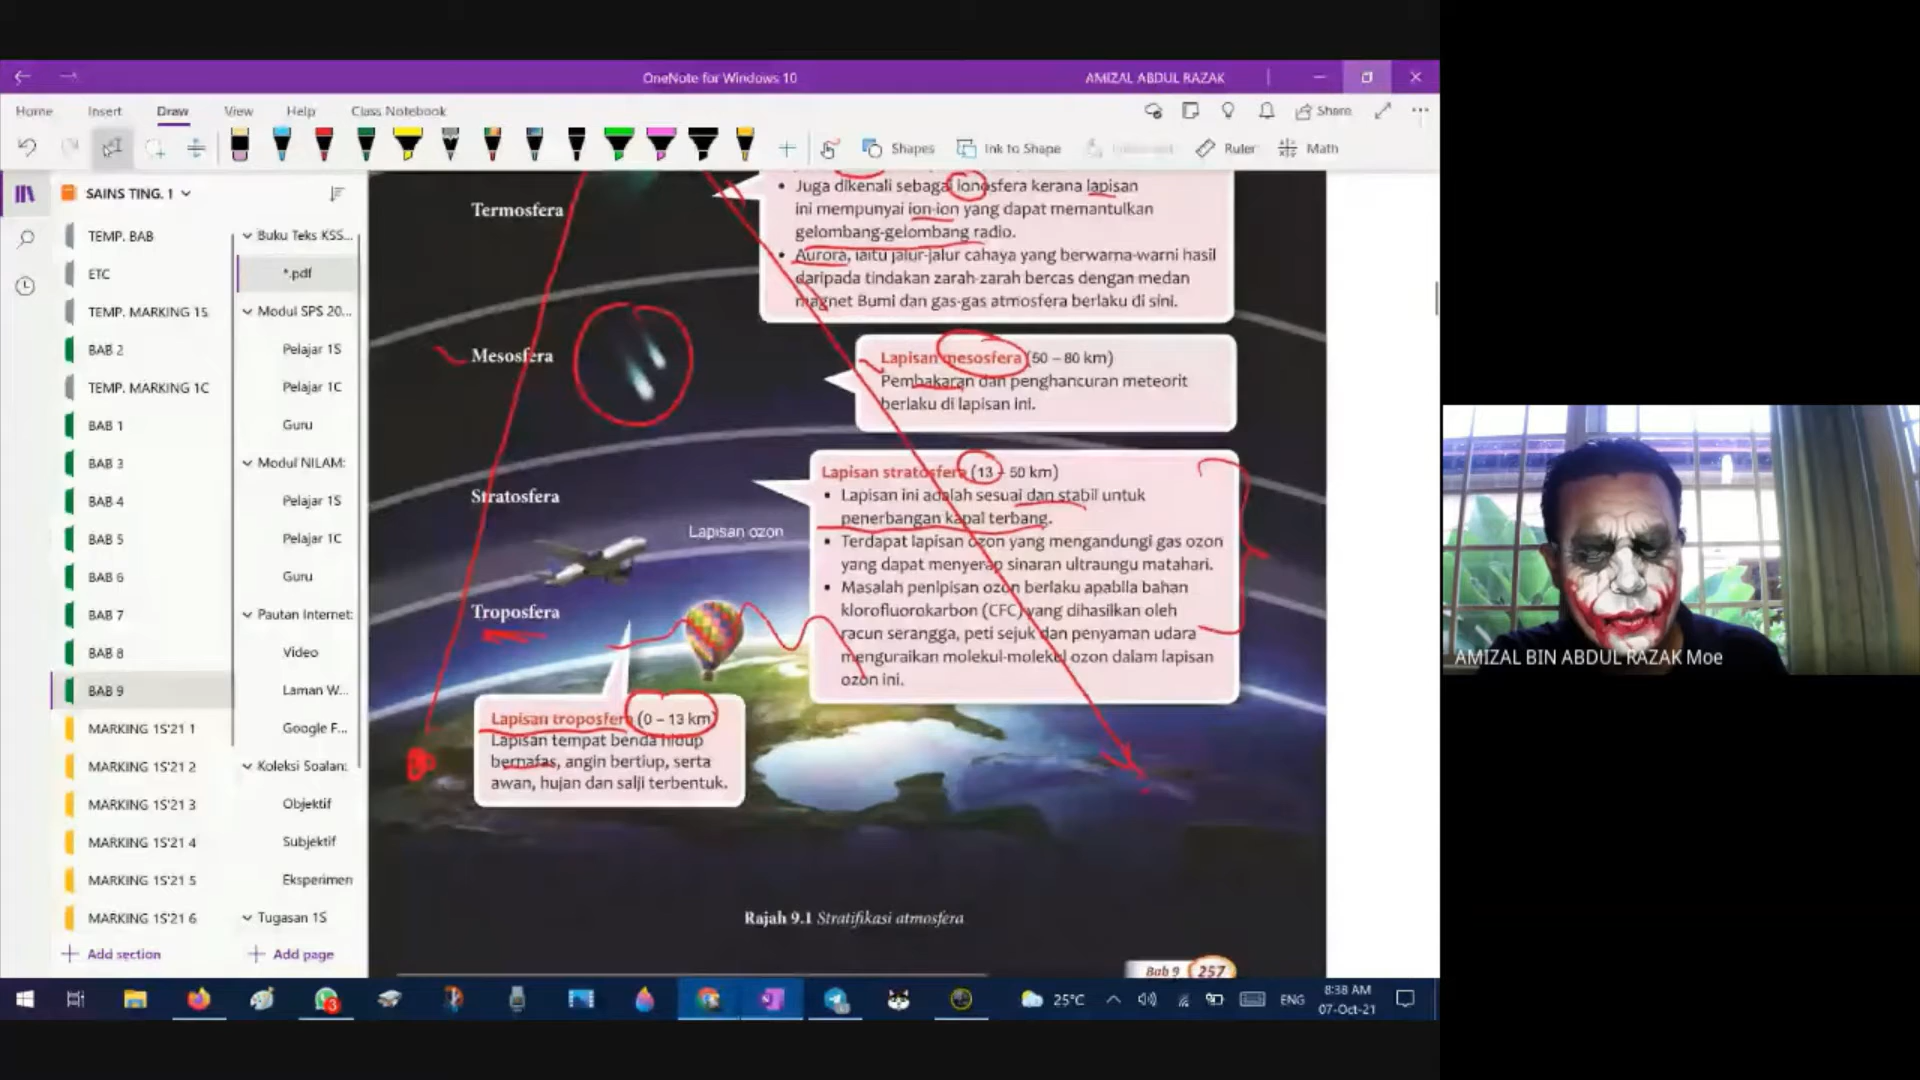 OneNote for Windows 10
AMIZAL ABDUL RAZAK
Home Insert Draw View Help Class Notebook
Share
Shapes Ink to Shape Ruler Math
SAINS TING. 1
TEMP. BAB
ETC
TEMP. MARKING 1S
BAB 2
TEMP. MARKING 1C
BAB 1
BAB 3
BAB 4
BAB 5
BAB 6
BAB 7
BAB 8
BAB 9
MARKING 1S'21 1
MARKING 1S'21 2
MARKING 1S'21 3
MARKING 1S'21 4
MARKING 1S'21 5
MARKING 1S'21 6
Add section
Buku Teks KSS...
*.pdf
Modul SPS 20...
Pelajar 1S
Pelajar 1C
Guru
Modul NILAM:
Pelajar 1S
Pelajar 1C
Guru
Pautan Internet:
Video
Laman W...
Google F...
Koleksi Soalan:
Objektif
Subjektif
Eksperimen
Tugasan 1S
Add page
Termosfera
• Juga dikenali sebagai Ionosfera kerana lapisan
ini mempunyai ion-ion yang dapat memantulkan
gelombang-gelombang radio.
• Aurora, iaitu jalur-jalur cahaya yang berwarna-warni hasil
daripada tindakan zarah-zarah bercas dengan medan
magnet Bumi dan gas-gas atmosfera berlaku di sini.
Mesosfera
Lapisan mesosfera (50 – 80 km)
Pembakaran dan penghancuran meteorit
berlaku di lapisan ini.
Stratosfera
Lapisan ozon
Lapisan stratosfera (13 – 50 km)
• Lapisan ini adalah sesuai dan stabil untuk
penerbangan kapal terbang.
• Terdapat lapisan ozon yang mengandungi gas ozon
yang dapat menyerap sinaran ultraungu matahari.
• Masalah penipisan ozon berlaku apabila bahan
klorofluorokarbon (CFC) yang dihasilkan oleh
racun serangga, peti sejuk dan penyaman udara
menguraikan molekul-molekul ozon dalam lapisan
ozon ini.
Troposfera
Lapisan troposfera (0 – 13 km)
Lapisan tempat benda hidup
bernafas, angin bertiup, serta
awan, hujan dan salji terbentuk.
Rajah 9.1 Stratifikasi atmosfera
Bab 9 257
AMIZAL BIN ABDUL RAZAK Moe
3
25°C
ENG
8:38 AM
07-Oct-21